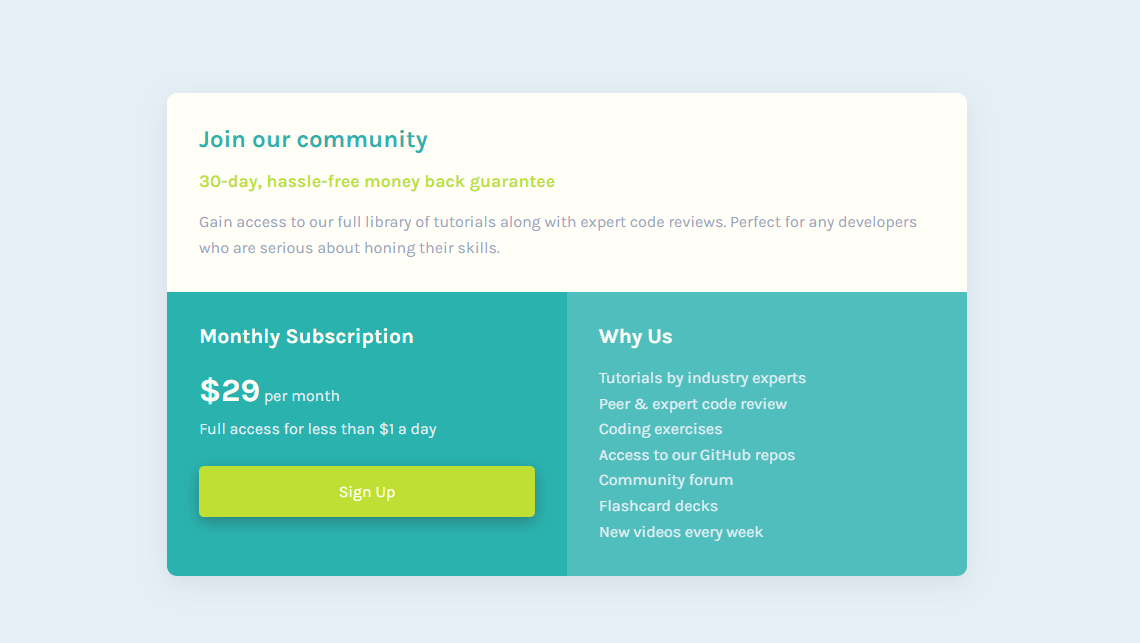 Join our community
30-day, hassle-free money back guarantee
Gain access to our full library of tutorials along with expert code reviews. Perfect for any developers
who are serious about honing their skills.
Monthly Subscription
$29 per month
Full access for less than $1 a day
Sign Up
Why Us
Tutorials by industry experts
Peer & expert code review
Coding exercises
Access to our GitHub repos
Community forum
Flashcard decks
New videos every week